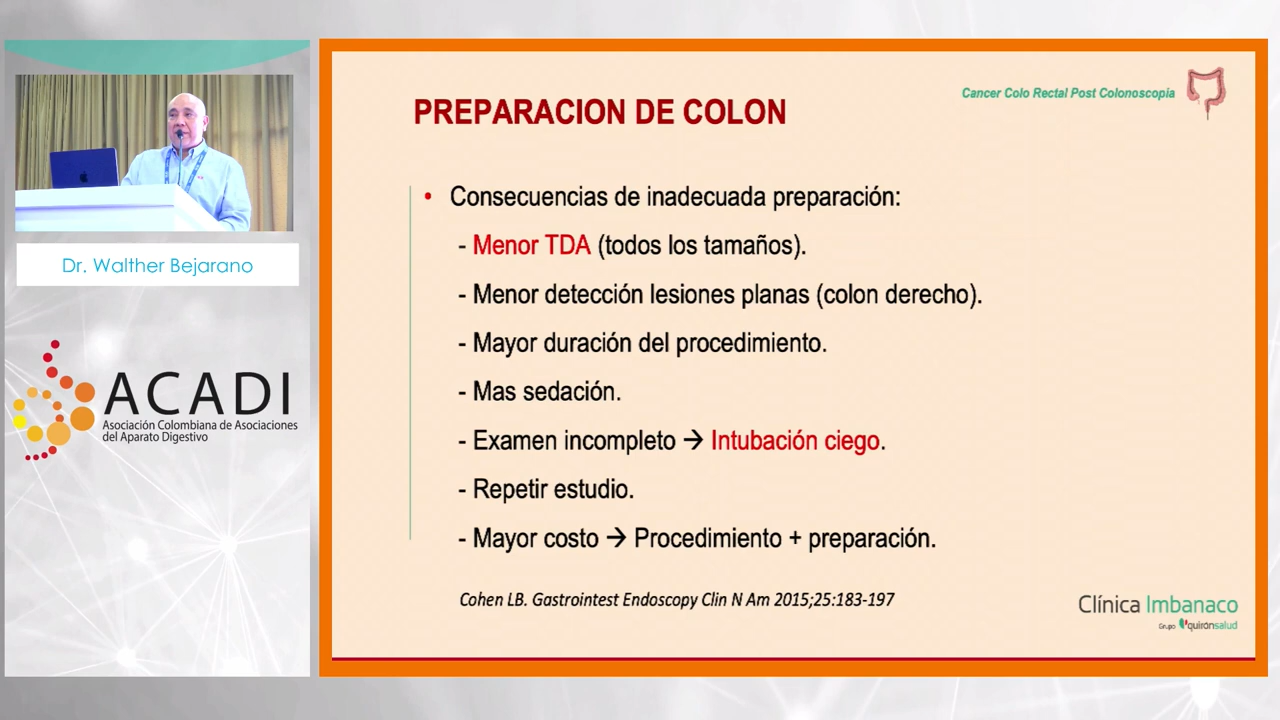 Dr. Walther Bejarano
ACADI
Asociación Colombiana de Asociaciones
del Aparato Digestivo
Cancer Colo Rectal Post Colonoscopía
PREPARACION DE COLON
• Consecuencias de inadecuada preparación:
- Menor TDA (todos los tamaños).
- Menor detección lesiones planas (colon derecho).
- Mayor duración del procedimiento.
- Mas sedación.
- Examen incompleto → Intubación ciego.
- Repetir estudio.
- Mayor costo → Procedimiento + preparación.
Cohen LB. Gastrointest Endoscopy Clin N Am 2015;25:183-197
Clínica Imbanaco
Grupo quirónsalud